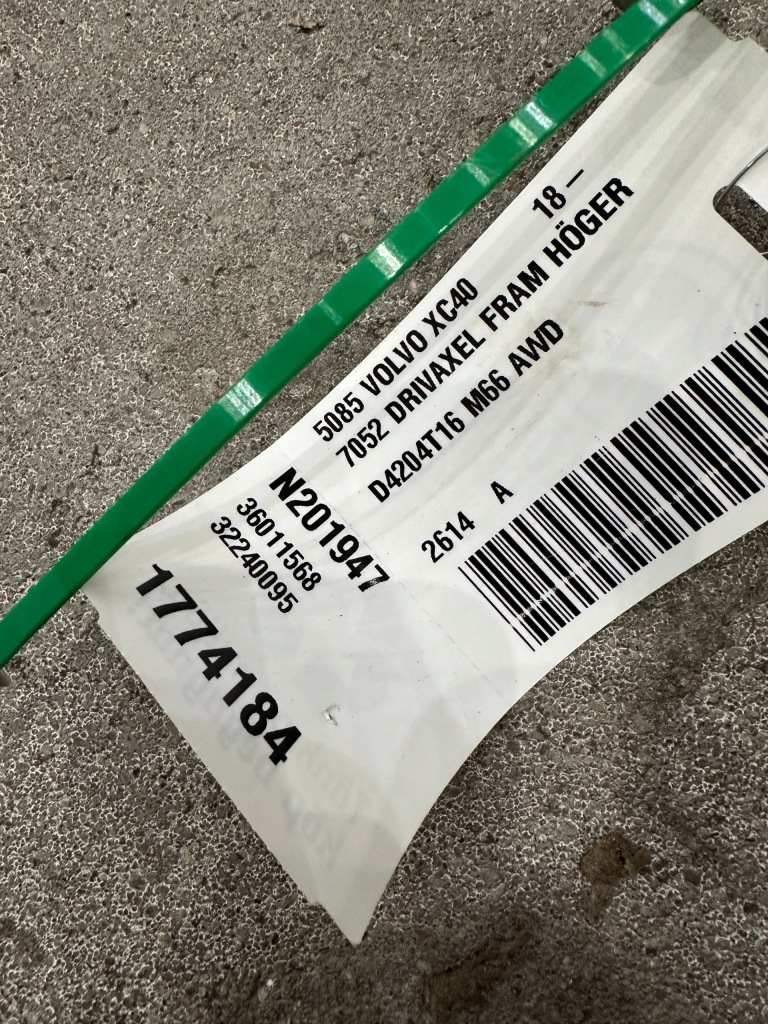 5085 VOLVO XC40 18 –
7052 DRIVAXEL FRAM HÖGER
D4204T16 M66 AWD
N201947
36011568
32240095
2614 A
1774184